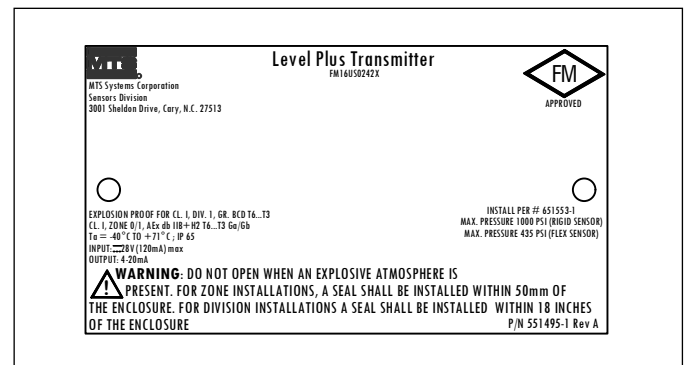 MTS
Level Plus Transmitter
FM16US0242X
FM
MTS Systems Corporation
Sensors Division
3001 Sheldon Drive, Cary, N.C. 27513
APPROVED
EXPLOSION PROOF FOR CL. I, DIV. 1, GR. BCD T6...T3
CL. I, ZONE 0/1, AEx db IIB+H2 T6...T3 Ga/Gb
Ta = -40°C TO +71°C ; IP 65
INPUT: 28V (120mA) max
OUTPUT: 4-20mA
INSTALL PER # 651553-1
MAX. PRESSURE 1000 PSI (RIGID SENSOR)
MAX. PRESSURE 435 PSI (FLEX SENSOR)
WARNING: DO NOT OPEN WHEN AN EXPLOSIVE ATMOSPHERE IS
PRESENT. FOR ZONE INSTALLATIONS, A SEAL SHALL BE INSTALLED WITHIN 50mm OF
THE ENCLOSURE. FOR DIVISION INSTALLATIONS A SEAL SHALL BE INSTALLED WITHIN 18 INCHES
OF THE ENCLOSURE
P/N 551495-1 Rev A